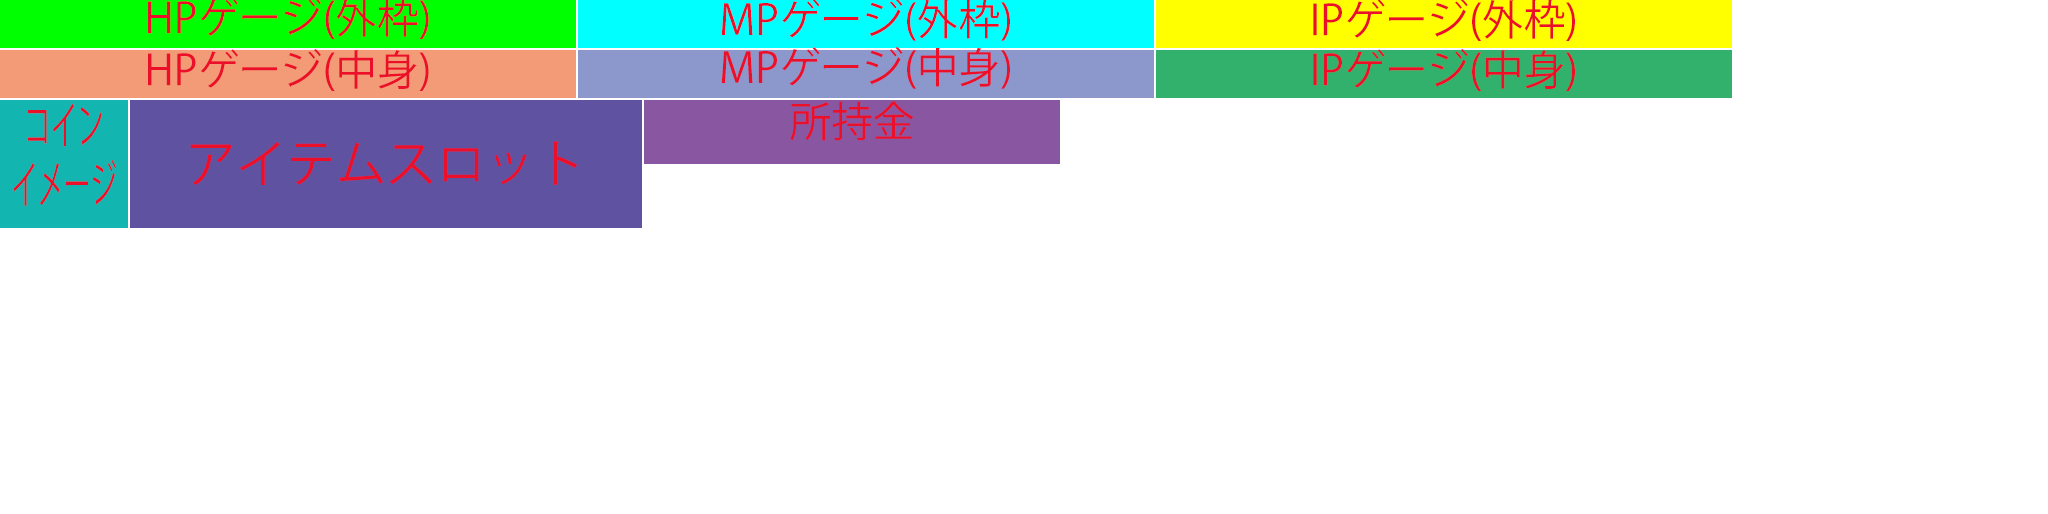 HPゲージ(外枠)
MPゲージ(外枠)
IPゲージ(外枠)
HPゲージ(中身)
MPゲージ(中身)
IPゲージ(中身)
コイン
イメージ
アイテムスロット
所持金